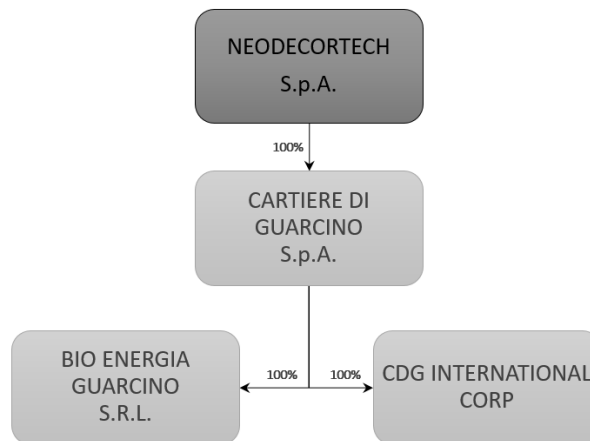 NEODECORTECH
S.p.A.
100%
CARTIERE DI
GUARCINO
S.p.A.
BIO ENERGIA
GUARCINO
S.R.L.
100%
100%
CDG INTERNATIONAL
CORP